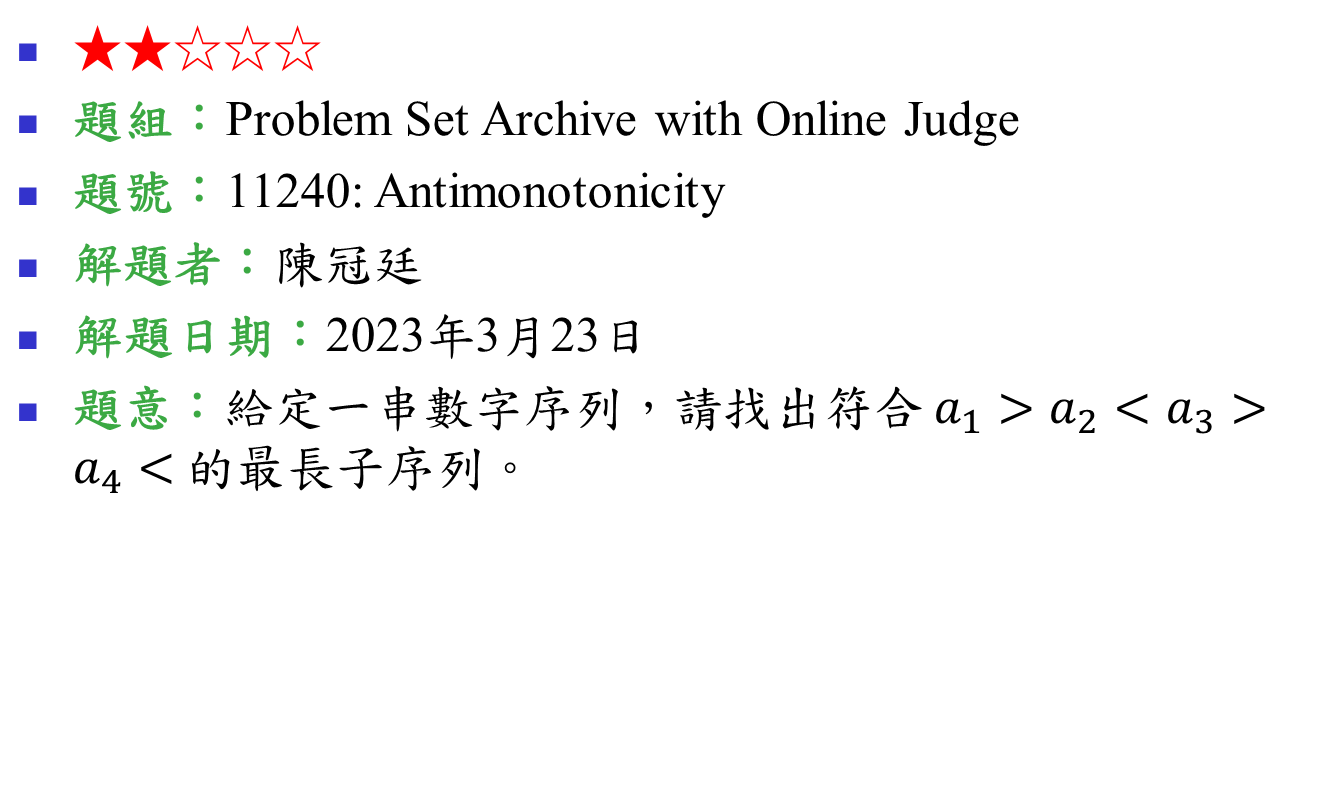 ★★☆☆☆
題組：Problem Set Archive with Online Judge
題號：11240: Antimonotonicity
解題者：陳冠廷
解題日期：2023年3月23日
題意：給定一串數字序列，請找出符合 𝑎₁ > 𝑎₂ < 𝑎₃ >
𝑎₄ < 的最長子序列。